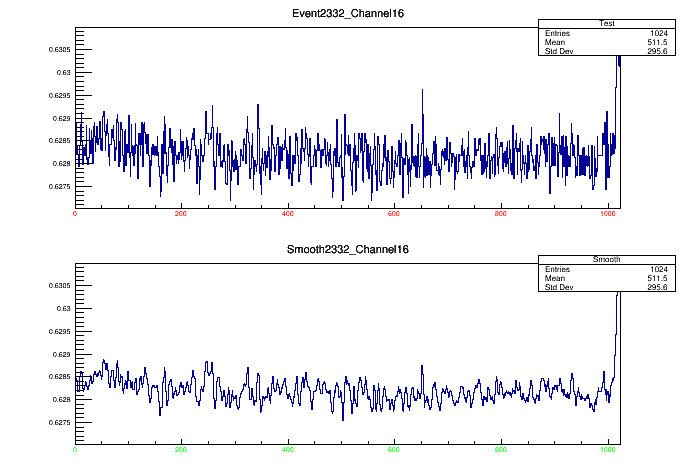 Event2332_Channel16
Test
Entries 1024
Mean 511.5
Std Dev 295.6
0.6305
0.63
0.6295
0.629
0.6285
0.628
0.6275
0 200 400 600 800 1000
Smooth2332_Channel16
Smooth
Entries 1024
Mean 511.5
Std Dev 295.6
0.6305
0.63
0.6295
0.629
0.6285
0.628
0.6275
0 200 400 600 800 1000